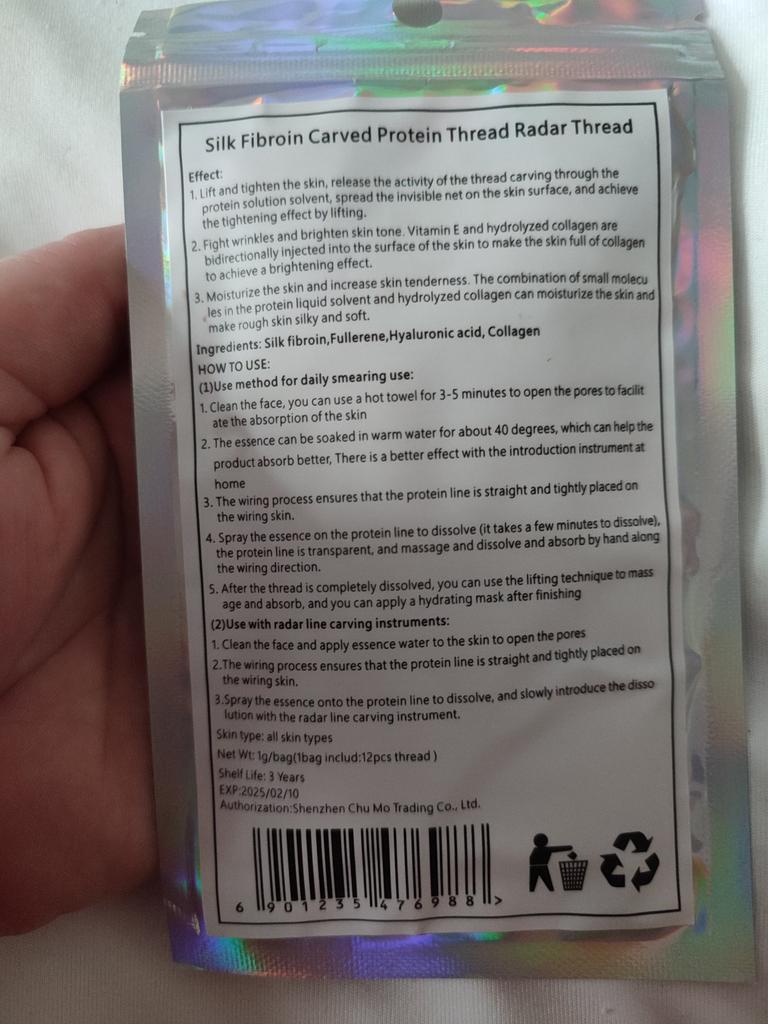 Silk Fibroin Carved Protein Thread Radar Thread
Effect:
1. Lift and tighten the skin, release the activity of the thread carving through the
protein solution solvent, spread the invisible net on the skin surface, and achieve
the tightening effect by lifting.
2. Fight wrinkles and brighten skin tone. Vitamin E and hydrolyzed collagen are
bidirectionally injected into the surface of the skin to make the skin full of collagen
to achieve a brightening effect.
3. Moisturize the skin and increase skin tenderness. The combination of small molecu
les in the protein liquid solvent and hydrolyzed collagen can moisturize the skin and
make rough skin silky and soft.
Ingredients: Silk fibroin,Fullerene,Hyaluronic acid, Collagen
HOW TO USE:
(1)Use method for daily smearing use:
1. Clean the face, you can use a hot towel for 3-5 minutes to open the pores to facilit
ate the absorption of the skin
2. The essence can be soaked in warm water for about 40 degrees, which can help the
product absorb better, There is a better effect with the introduction instrument at
home
3. The wiring process ensures that the protein line is straight and tightly placed on
the wiring skin.
4. Spray the essence on the protein line to dissolve (it takes a few minutes to dissolve),
the protein line is transparent, and massage and dissolve and absorb by hand along
the wiring direction.
5. After the thread is completely dissolved, you can use the lifting technique to mass
age and absorb, and you can apply a hydrating mask after finishing
(2)Use with radar line carving instruments:
1. Clean the face and apply essence water to the skin to open the pores
2.The wiring process ensures that the protein line is straight and tightly placed on
the wiring skin.
3.Spray the essence onto the protein line to dissolve, and slowly introduce the disso
lution with the radar line carving instrument.
Skin type: all skin types
Net Wt: 1g/bag(1bag includ:12pcs thread )
Shelf Life: 3 Years
EXP:2025/02/10
Authorization:Shenzhen Chu Mo Trading Co., Ltd.
6 901235 476988 >